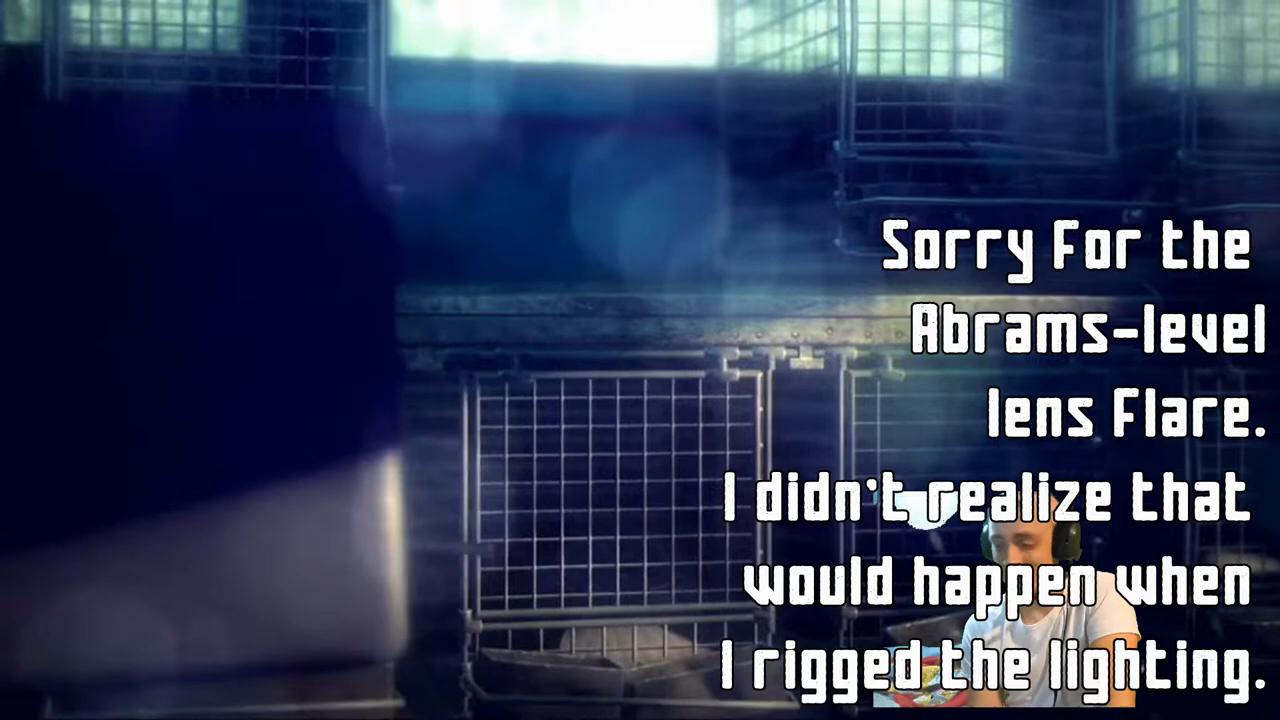 Sorry for the
Abrams-level
lens flare.
I didn't realize that
would happen when
I rigged the lighting.